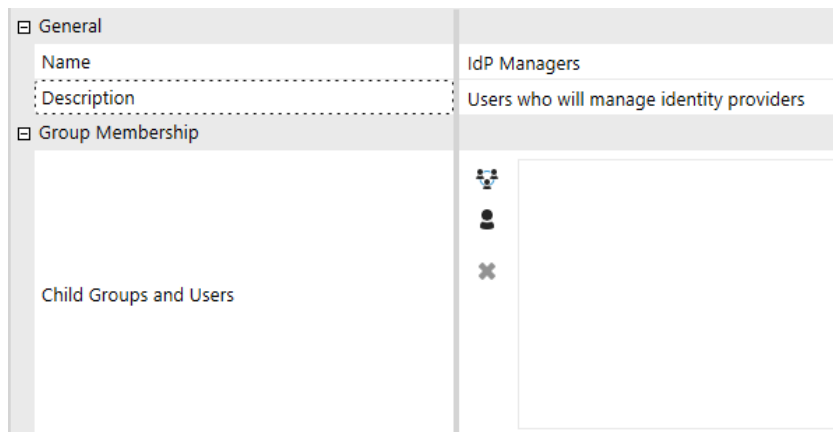 General
Name
IdP Managers
Description
Users who will manage identity providers
Group Membership
Child Groups and Users